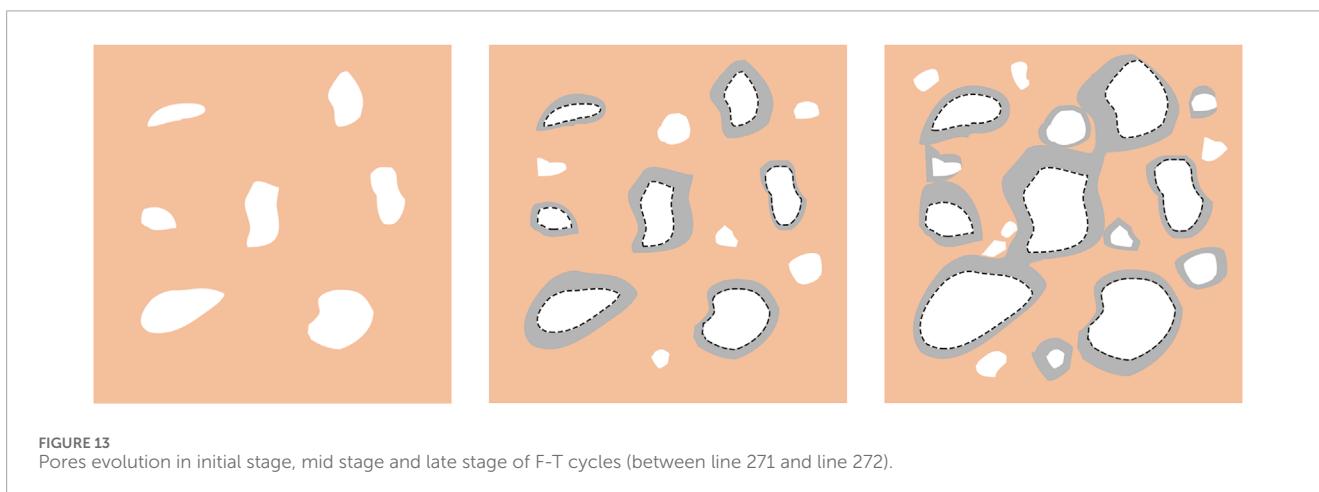 FIGURE 13
Pores evolution in initial stage, mid stage and late stage of F-T cycles (between line 271 and line 272).